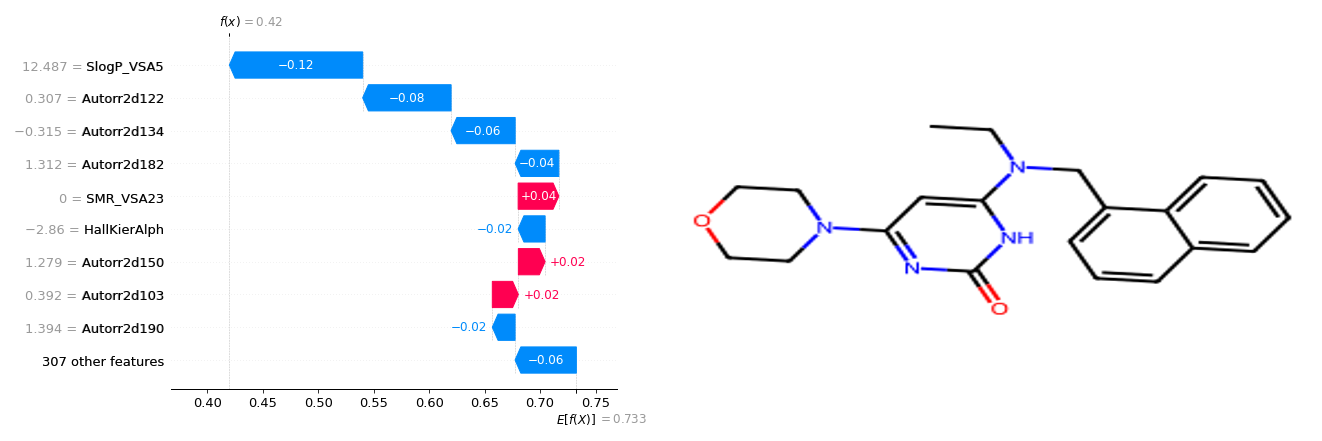 f(x) = 0.42
12.487 = SlogP_VSA5
−0.12
0.307 = Autorr2d122
−0.08
−0.315 = Autorr2d134
−0.06
1.312 = Autorr2d182
−0.04
0 = SMR_VSA23
+0.04
−2.86 = HallKierAlph
−0.02
1.279 = Autorr2d150
+0.02
0.392 = Autorr2d103
+0.02
1.394 = Autorr2d190
−0.02
307 other features
−0.06
0.40 0.45 0.50 0.55 0.60 0.65 0.70 0.75
E[f(X)] = 0.733
N
O
N
NH
N
O